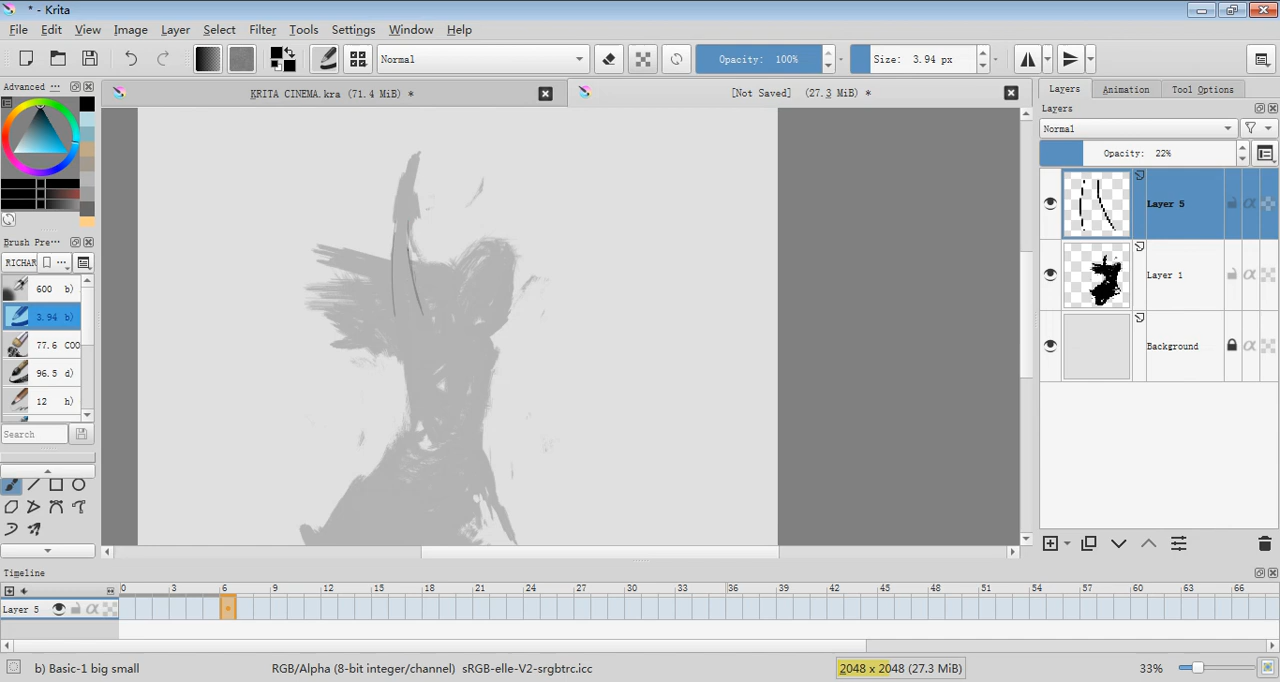 * - Krita
File Edit View Image Layer Select Filter Tools Settings Window Help
Normal Opacity: 100% Size: 3.94 px
Advanced ... KRITA CINEMA.kra (71.4 MiB) * [Not Saved] (27.3 MiB) * Layers Animation Tool Options
Layers
Normal
Opacity: 22%
Layer 5
Brush Pre...
RICHAR ...
600 b)
Layer 1
3.94 b)
77.6 COO
Background
96.5 d)
12 h)
Search
Timeline
0 3 6 9 12 15 18 21 24 27 30 33 36 39 42 45 48 51 54 57 60 63 66
Layer 5
b) Basic-1 big small RGB/Alpha (8-bit integer/channel) sRGB-elle-V2-srgbtrc.icc 2048 x 2048 (27.3 MiB) 33%